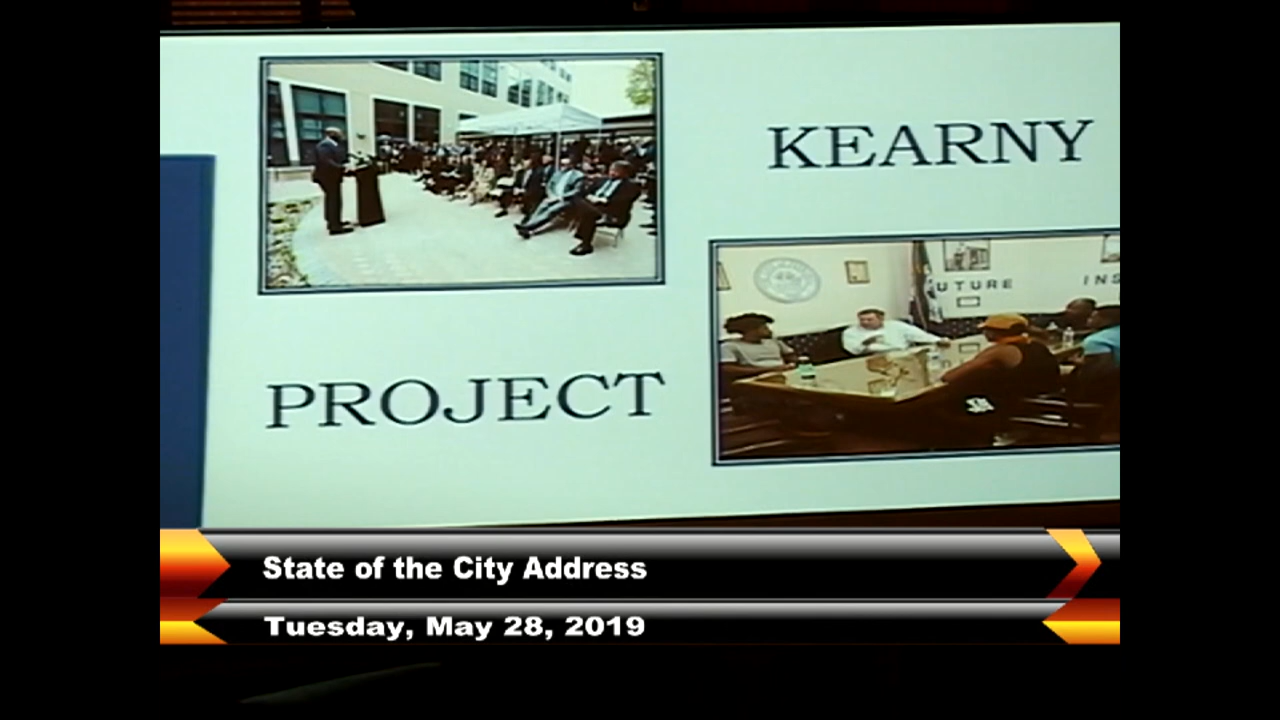 KEARNY
UTURE
INS
PROJECT
State of the City Address
Tuesday, May 28, 2019